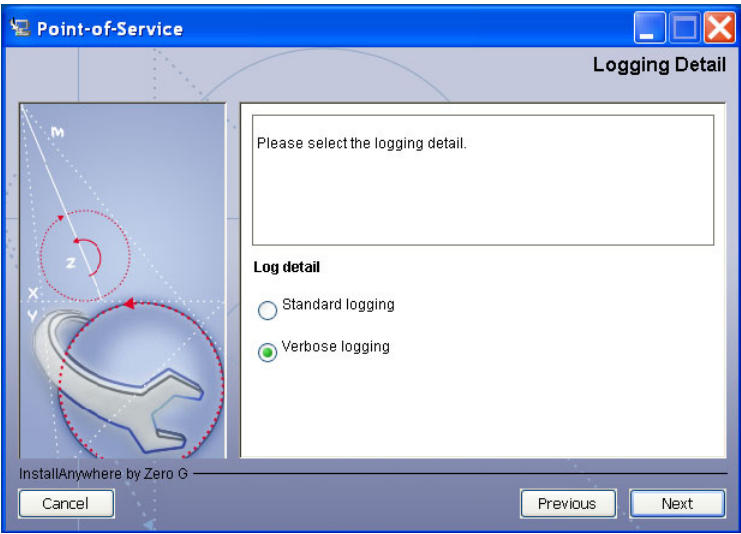 Point-of-Service
Logging Detail
M
Z
X
Y
Please select the logging detail.
Log detail
Standard logging
Verbose logging
InstallAnywhere by Zero G
Cancel
Previous
Next